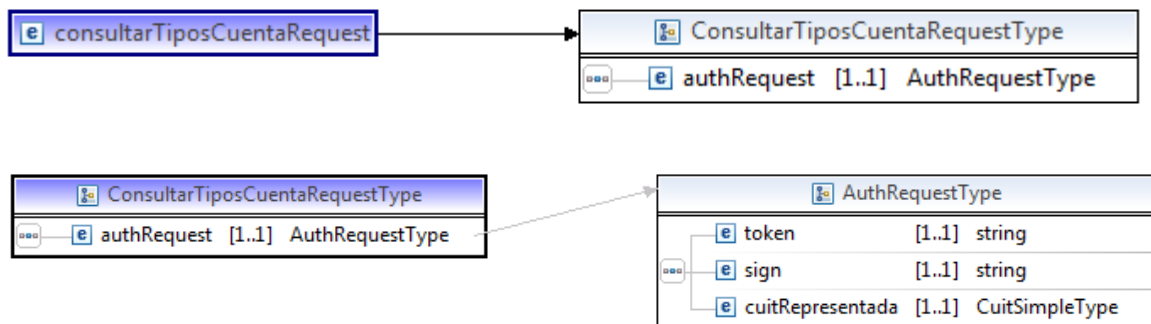 e consultarTiposCuentaRequest
ConsultarTiposCuentaRequestType
e authRequest [1..1] AuthRequestType
ConsultarTiposCuentaRequestType
e authRequest [1..1] AuthRequestType
AuthRequestType
e token [1..1] string
e sign [1..1] string
e cuitRepresentada [1..1] CuitSimpleType